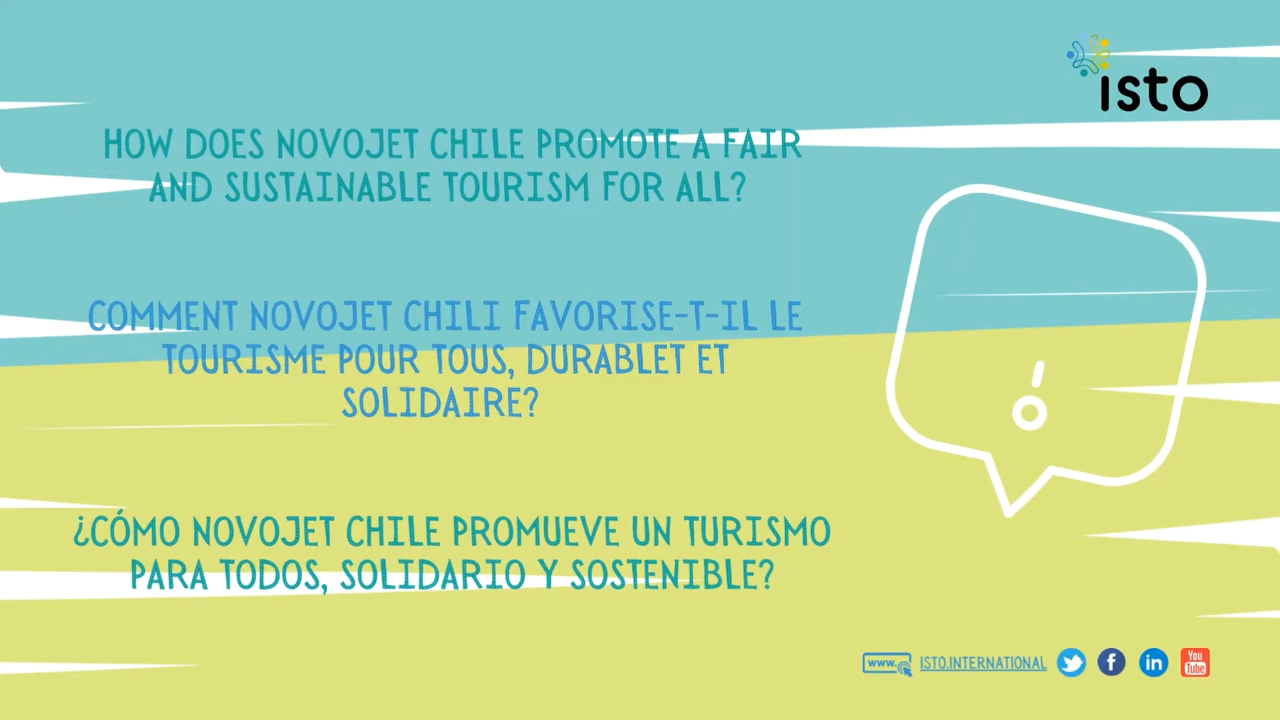 isto
HOW DOES NOVOJET CHILE PROMOTE A FAIR
AND SUSTAINABLE TOURISM FOR ALL?
COMMENT NOVOJET CHILI FAVORISE-T-IL LE
TOURISME POUR TOUS, DURABLET ET
SOLIDAIRE?
¿CÓMO NOVOJET CHILE PROMUEVE UN TURISMO
PARA TODOS, SOLIDARIO Y SOSTENIBLE?
www. ISTO.INTERNATIONAL f in You Tube